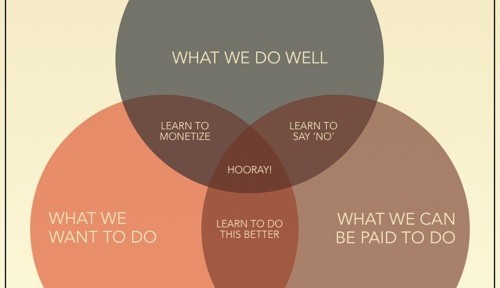 WHAT WE DO WELL
LEARN TO
MONETIZE
LEARN TO
SAY 'NO'
HOORAY!
WHAT WE
WANT TO DO
LEARN TO DO
THIS BETTER
WHAT WE CAN
BE PAID TO DO